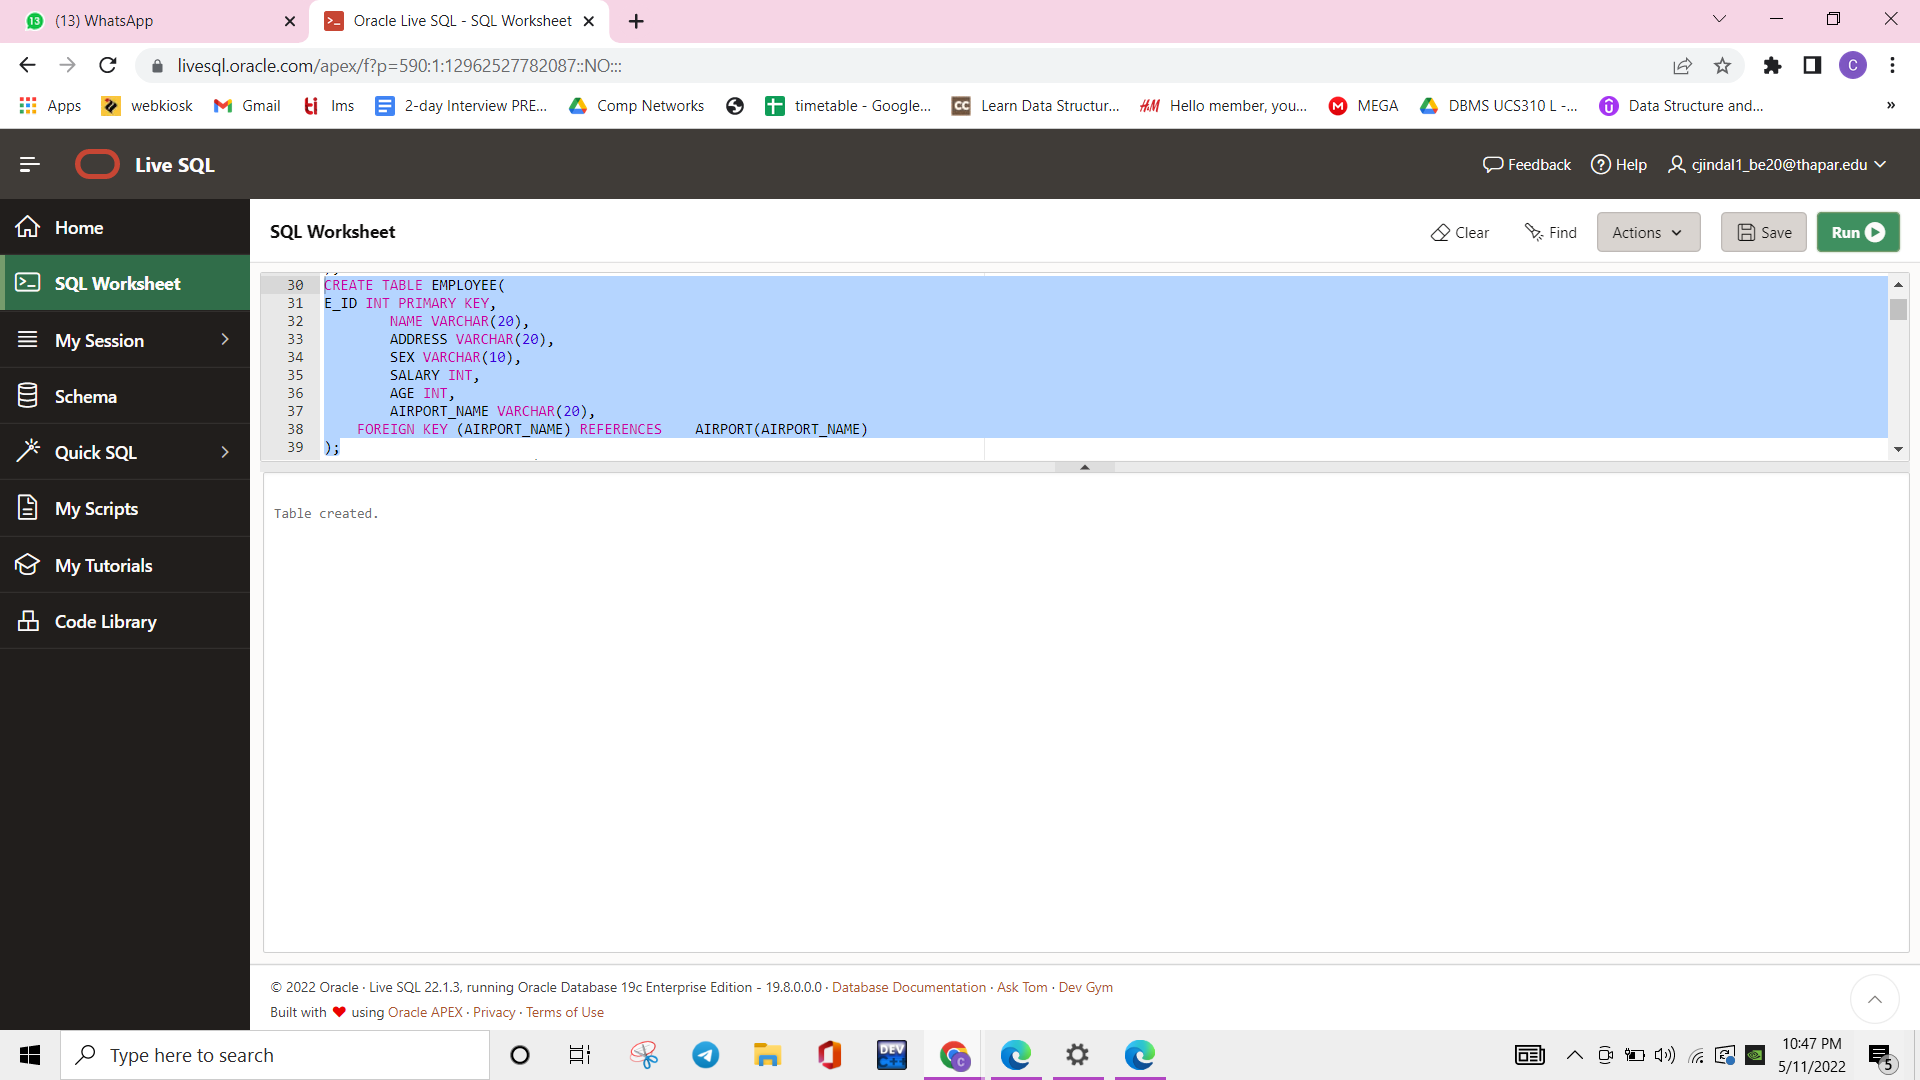 13 (13) WhatsApp
Oracle Live SQL - SQL Worksheet
livesql.oracle.com/apex/f?p=590:1:12962527782087::NO:::
C
Apps webkiosk Gmail lms 2-day Interview PRE... Comp Networks timetable - Google... CC Learn Data Structur... H&M Hello member, you... M MEGA DBMS UCS310 L -... Data Structure and... »
Live SQL
Feedback Help cjindal1_be20@thapar.edu
Home
SQL Worksheet
My Session
Schema
Quick SQL
My Scripts
My Tutorials
Code Library
SQL Worksheet
Clear Find Actions Save Run
30 CREATE TABLE EMPLOYEE(
31 E_ID INT PRIMARY KEY,
32 NAME VARCHAR(20),
33 ADDRESS VARCHAR(20),
34 SEX VARCHAR(10),
35 SALARY INT,
36 AGE INT,
37 AIRPORT_NAME VARCHAR(20),
38 FOREIGN KEY (AIRPORT_NAME) REFERENCES AIRPORT(AIRPORT_NAME)
39 );
Table created.
© 2022 Oracle · Live SQL 22.1.3, running Oracle Database 19c Enterprise Edition - 19.8.0.0.0 · Database Documentation · Ask Tom · Dev Gym
Built with ♥ using Oracle APEX · Privacy · Terms of Use
Type here to search
DEV C++
C
10:47 PM
5/11/2022
5